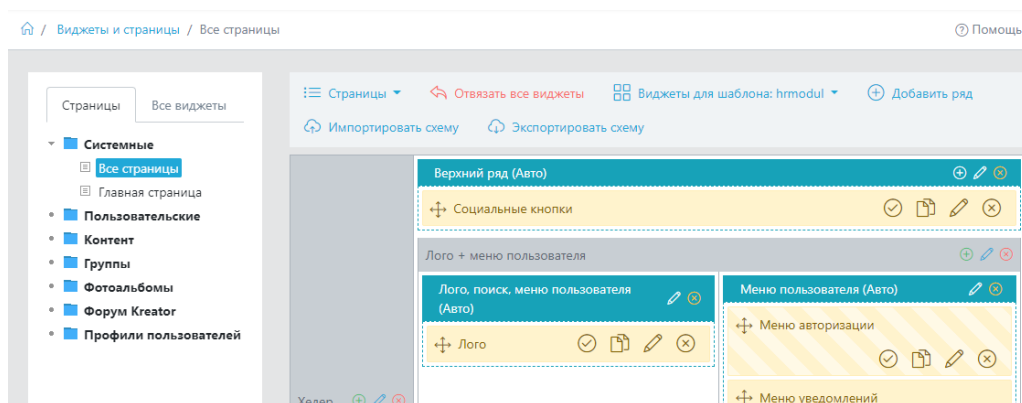 / Виджеты и страницы / Все страницы
Помощь
Страницы
Все виджеты
Системные
Все страницы
Главная страница
Пользовательские
Контент
Группы
Фотоальбомы
Форум Kreator
Профили пользователей
Страницы
Отвязать все виджеты
Виджеты для шаблона: hrmodul
Добавить ряд
Импортировать схему
Экспортировать схему
Верхний ряд (Авто)
Социальные кнопки
Лого + меню пользователя
Лого, поиск, меню пользователя
(Авто)
Лого
Меню пользователя (Авто)
Меню авторизации
Меню уведомлений
Хедер